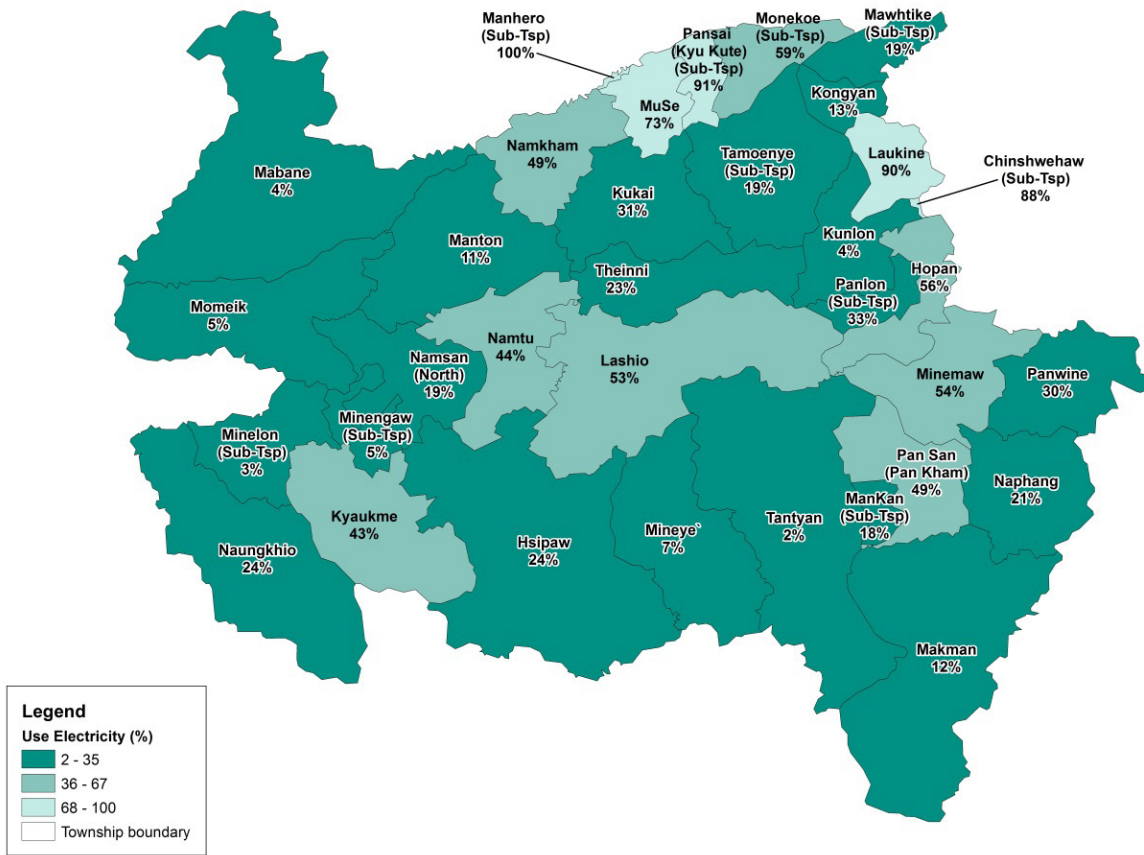 Manhero
(Sub-Tsp)
100%
Pansai
(Kyu Kute)
(Sub-Tsp)
91%
Monekoe
(Sub-Tsp)
59%
Mawhtike
(Sub-Tsp)
19%
MuSe
73%
Kongyan
13%
Namkham
49%
Laukine
90%
Chinshwehaw
(Sub-Tsp)
88%
Mabane
4%
Tamoenye
(Sub-Tsp)
19%
Kukai
31%
Manton
11%
Kunlon
4%
Theinni
23%
Hopan
56%
Panlon
(Sub-Tsp)
33%
Momeik
5%
Namtu
44%
Namsan
(North)
19%
Lashio
53%
Minemaw
54%
Panwine
30%
Minelon
(Sub-Tsp)
3%
Minengaw
(Sub-Tsp)
5%
Pan San
(Pan Kham)
49%
Naphang
21%
ManKan
(Sub-Tsp)
18%
Kyaukme
43%
Naungkhio
24%
Hsipaw
24%
Mineye`
7%
Tantyan
2%
Makman
12%
Legend
Use Electricity (%)
2 - 35
36 - 67
68 - 100
Township boundary